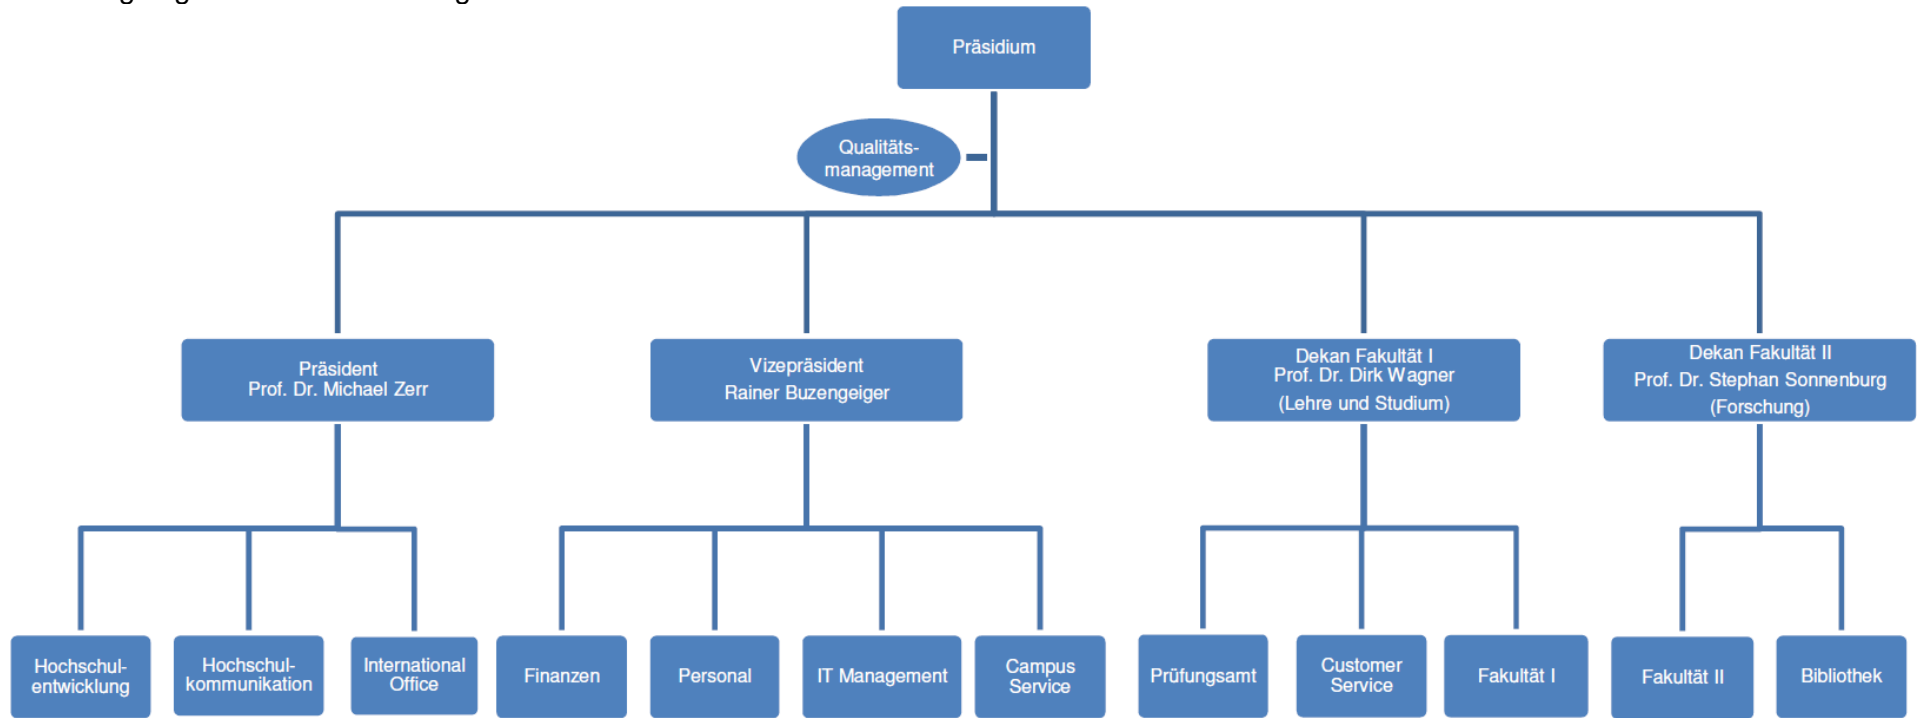 Präsidium
Qualitäts-
management
Präsident
Prof. Dr. Michael Zerr
Vizepräsident
Rainer Buzengeiger
Dekan Fakultät I
Prof. Dr. Dirk Wagner
(Lehre und Studium)
Dekan Fakultät II
Prof. Dr. Stephan Sonnenburg
(Forschung)
Hochschul-
entwicklung
Hochschul-
kommunikation
International
Office
Finanzen
Personal
IT Management
Campus
Service
Prüfungsamt
Customer
Service
Fakultät I
Fakultät II
Bibliothek